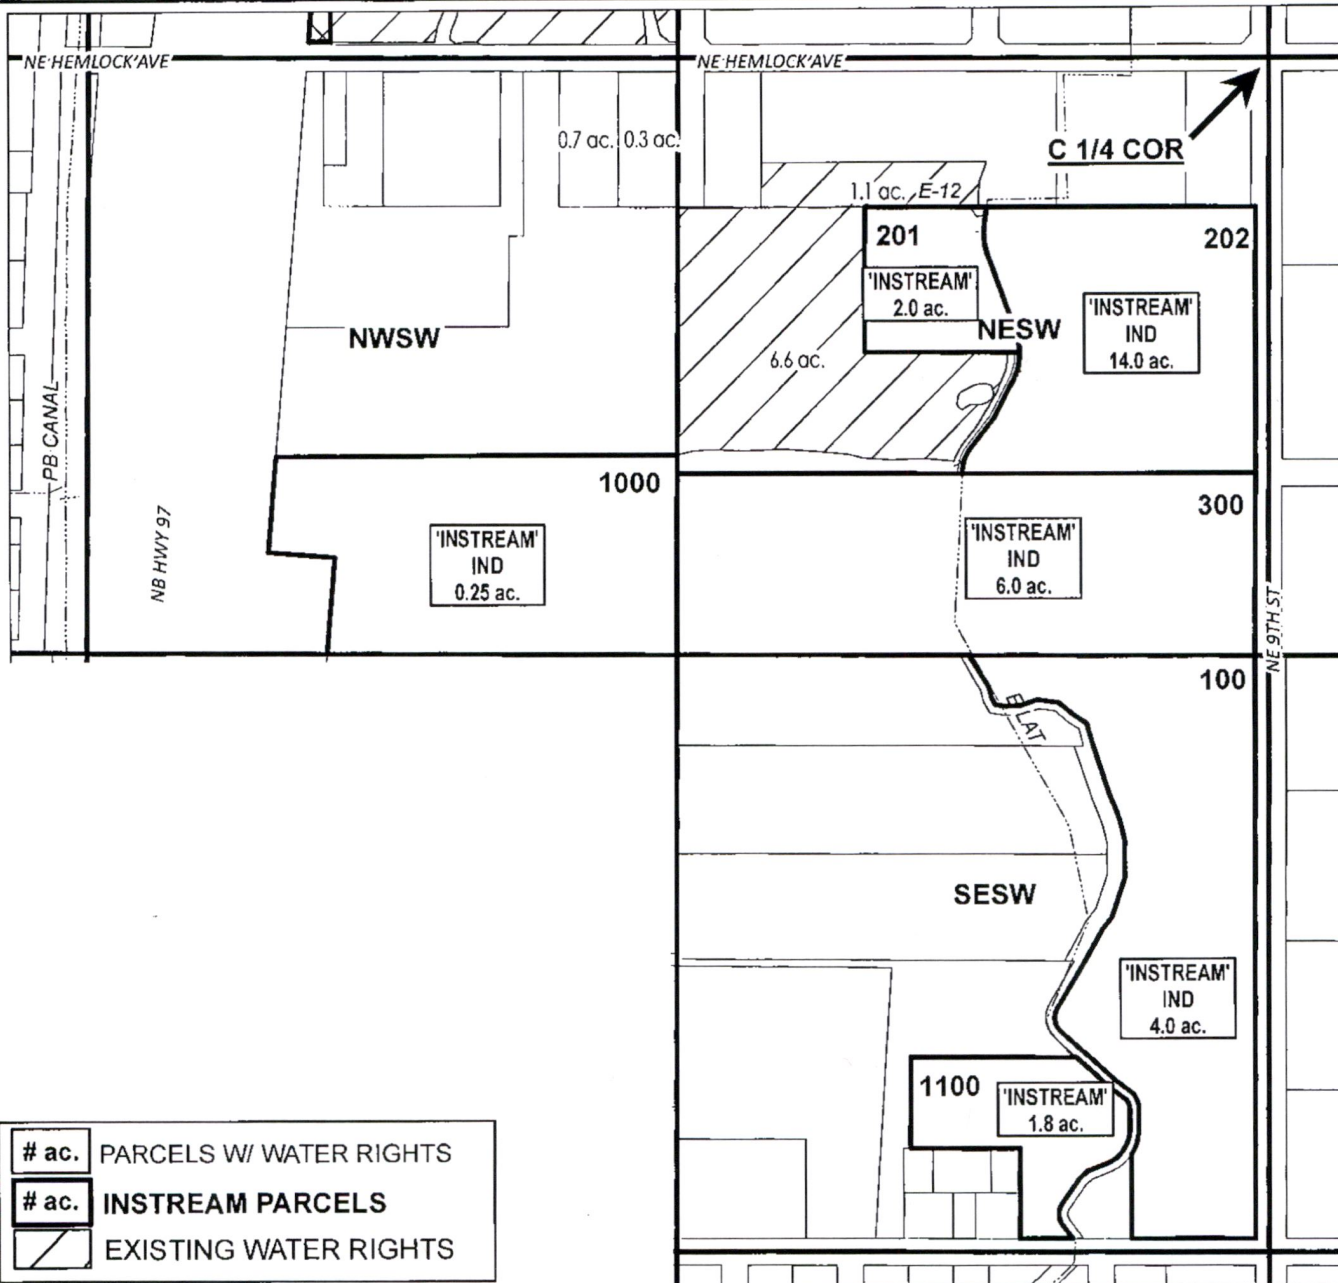 NE HEMLOCK AVE
NE HEMLOCK AVE
C 1/4 COR
0.7 ac.
0.3 ac.
1.1 ac.
E-12
201
202
'INSTREAM'
2.0 ac.
'INSTREAM'
IND
14.0 ac.
NWSW
NESW
6.6 ac.
PB CANAL
1000
300
NB HWY 97
'INSTREAM'
IND
0.25 ac.
'INSTREAM'
IND
6.0 ac.
NE 9TH ST
100
E LAT
SESW
'INSTREAM'
IND
4.0 ac.
1100
'INSTREAM'
1.8 ac.
# ac. PARCELS W/ WATER RIGHTS
# ac. INSTREAM PARCELS
EXISTING WATER RIGHTS